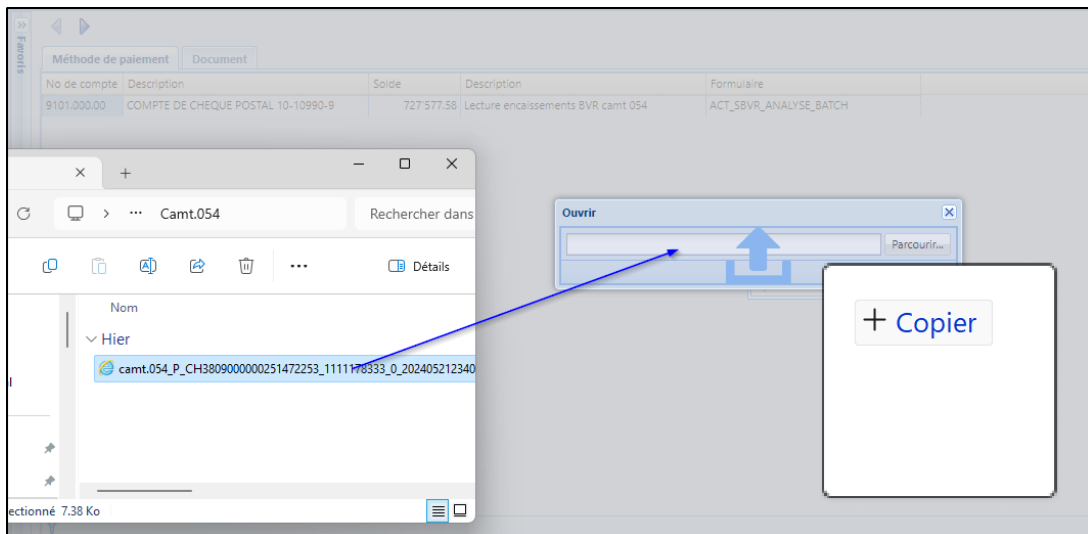 Favoris
Méthode de paiement Document
No de compte Description Solde Description Formulaire
9101.000.00 COMPTE DE CHEQUE POSTAL 10-10990-9 727'577.58 Lecture encaissements BVR camt 054 ACT_SBVR_ANALYSE_BATCH
Camt.054 Rechercher dans
Détails
Nom
Hier
camt.054_P_CH3809000000251472253_1111178333_0_202405212340
ectionné 7.38 Ko
Ouvrir
Parcourir...
+ Copier